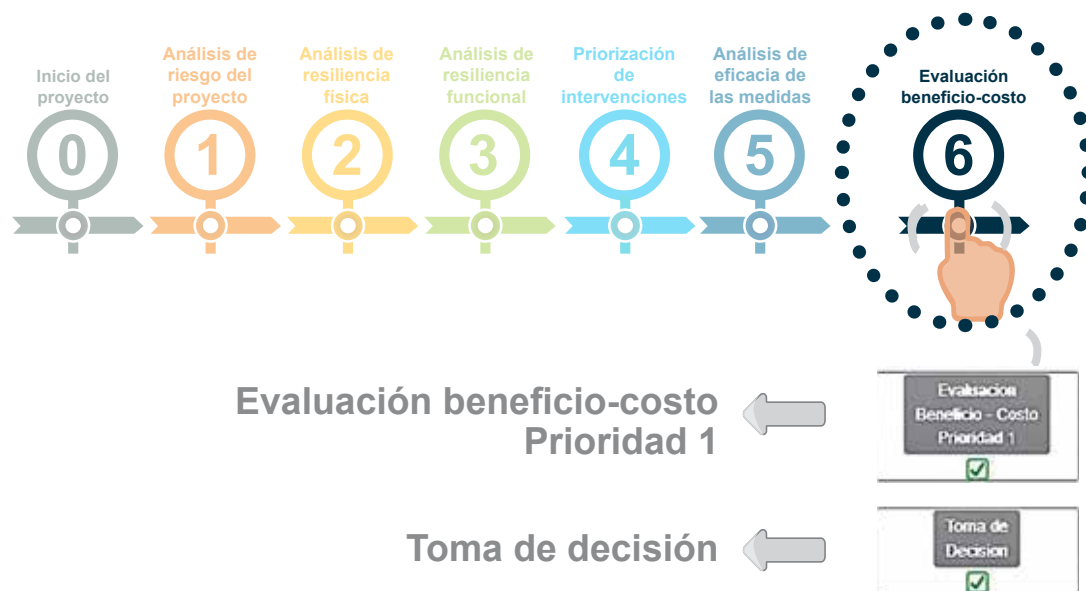 Inicio del
proyecto
0
Análisis de
riesgo del
proyecto
1
Análisis de
resiliencia
física
2
Análisis de
resiliencia
funcional
3
Priorización
de
intervenciones
4
Análisis de
eficacia de
las medidas
5
Evaluación
beneficio-costo
6
Evaluación beneficio-costo
Prioridad 1
Evaluacion
Beneficio - Costo
Prioridad 1
Toma de decisión
Toma de
Decision